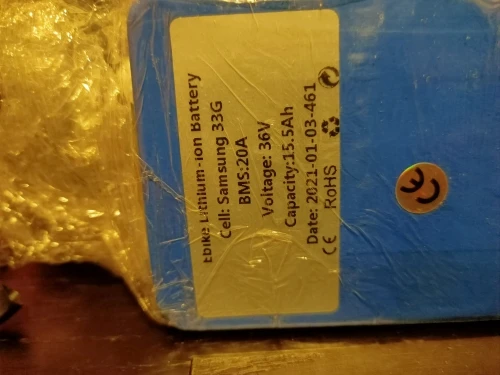 Ebike Lithium-ion Battery
Cell: Samsung 33G
BMS:20A
Voltage: 36V
Capacity:15.5Ah
Date: 2021-01-03-461
CE RoHS
CE